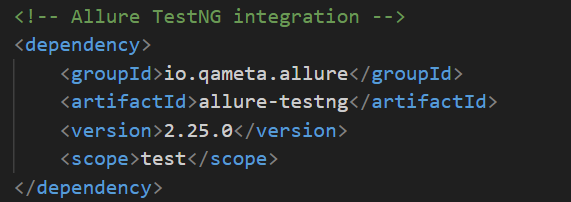 <!-- Allure TestNG integration -->
<dependency>
    <groupId>io.qameta.allure</groupId>
    <artifactId>allure-testng</artifactId>
    <version>2.25.0</version>
    <scope>test</scope>
</dependency>